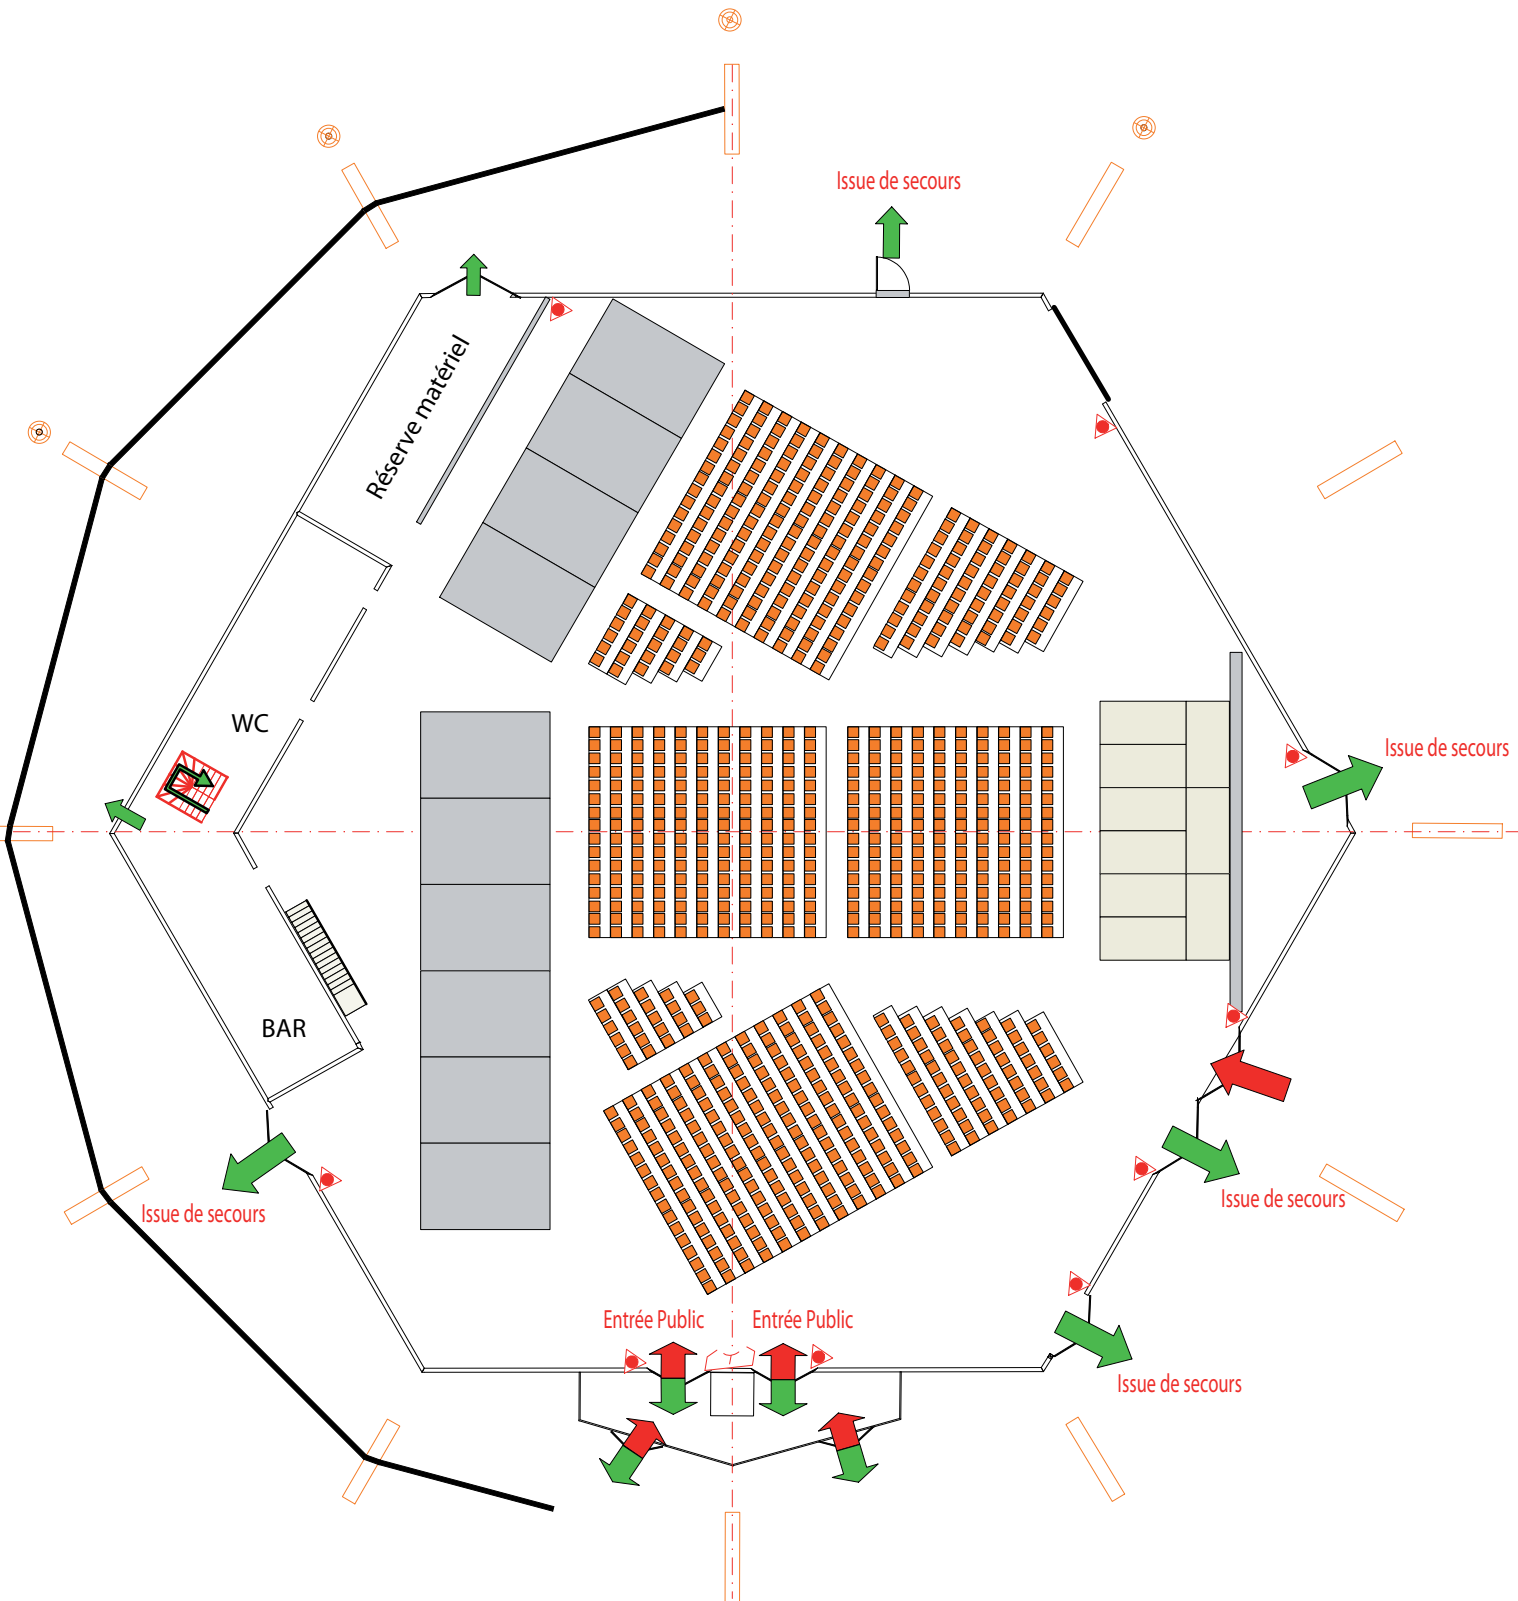 Issue de secours
Réserve matériel
WC
Issue de secours
BAR
Issue de secours
Issue de secours
Entrée Public
Entrée Public
Issue de secours